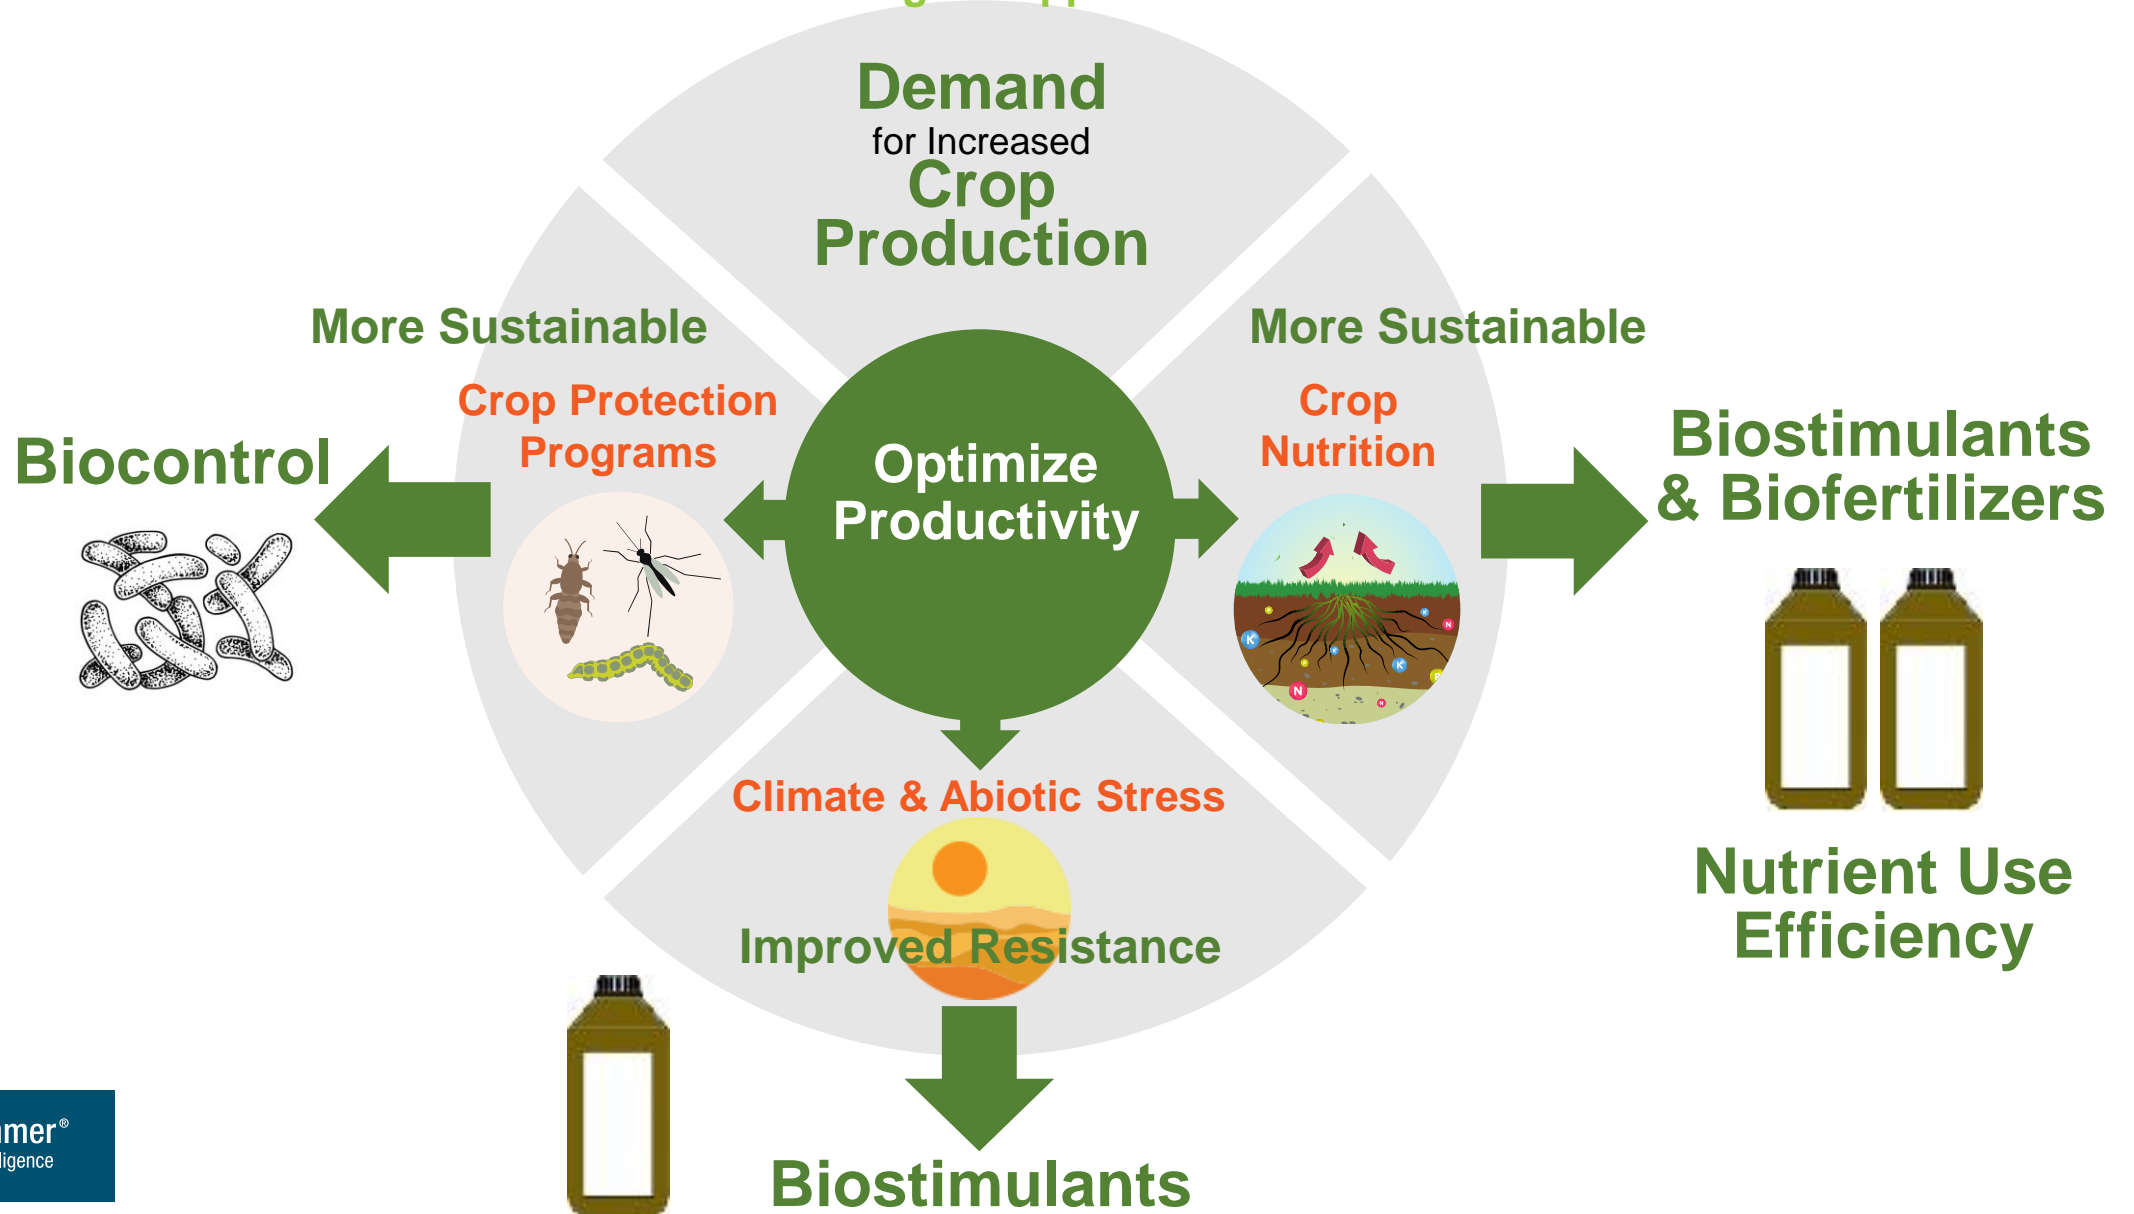 Demand
for Increased
Crop
Production
More Sustainable
Crop Protection
Programs
Biocontrol
Optimize
Productivity
More Sustainable
Crop
Nutrition
Biostimulants
& Biofertilizers
K
K
K
N
N
N
P
Nutrient Use
Efficiency
Climate & Abiotic Stress
Improved Resistance
Biostimulants
mer®
ligence